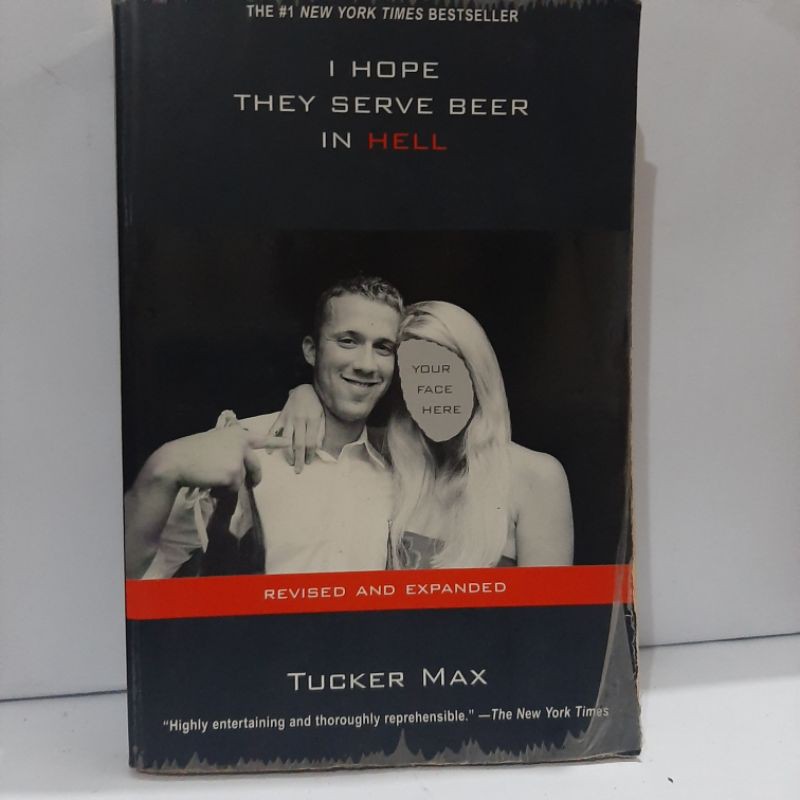 THE #1 NEW YORK TIMES BESTSELLER
I HOPE
THEY SERVE BEER
IN HELL
YOUR
FACE
HERE
REVISED AND EXPANDED
TUCKER MAX
“Highly entertaining and thoroughly reprehensible.” —The New York Times